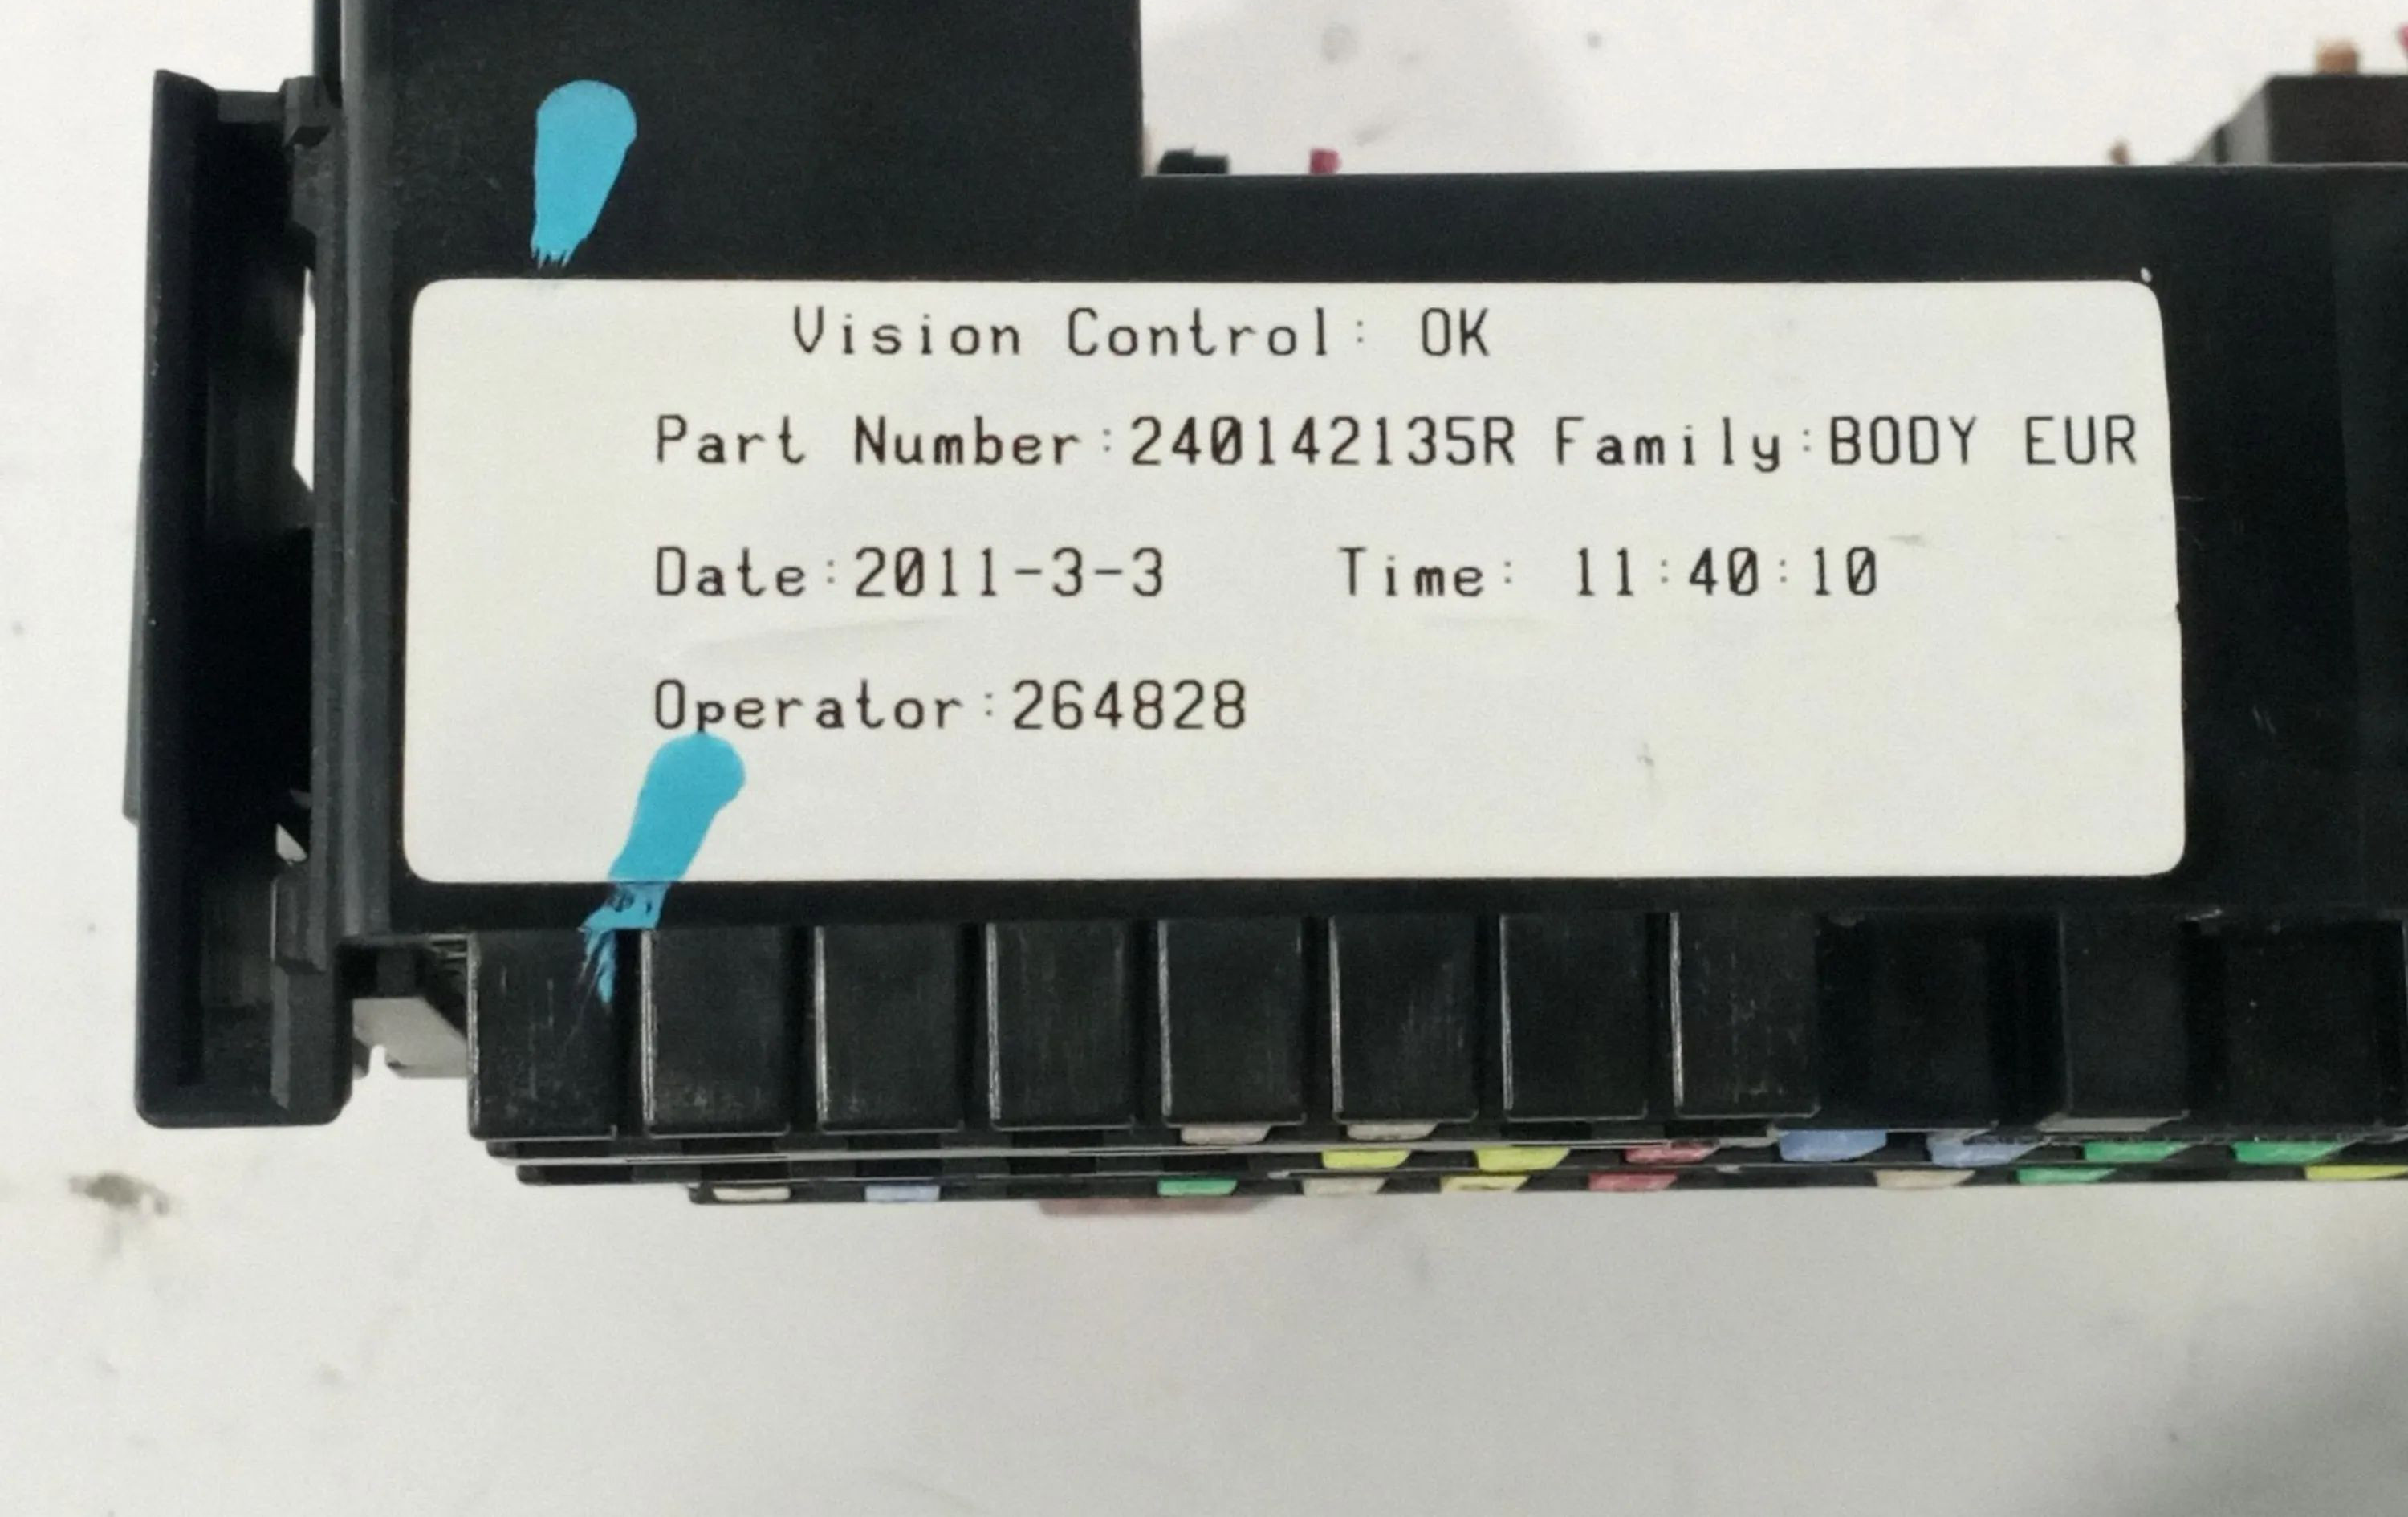 Vision Control: OK
Part Number:240142135R Family:BODY EUR
Date:2011-3-3 Time: 11:40:10
Operator:264828